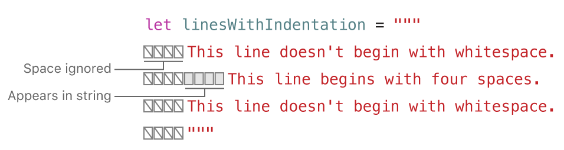 let linesWithIndentation = """
This line doesn't begin with whitespace.
Space ignored
This line begins with four spaces.
Appears in string
This line doesn't begin with whitespace.
"""